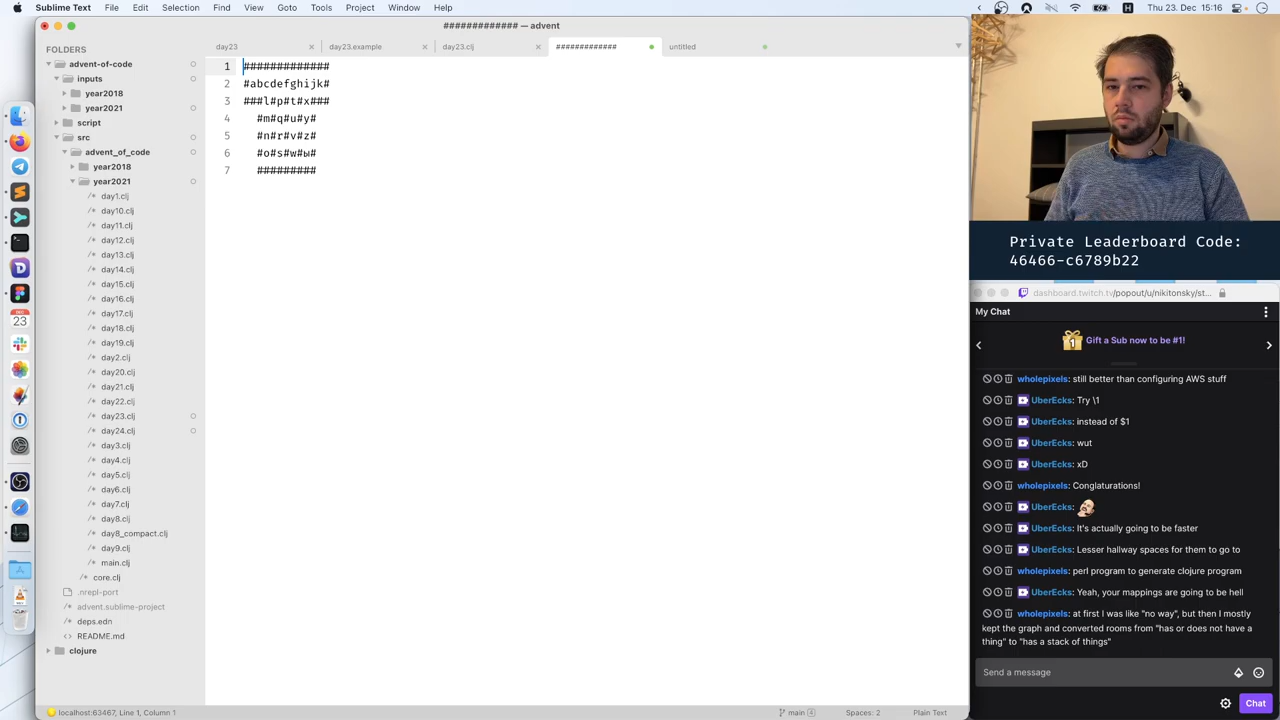 Sublime Text File Edit Selection Find View Goto Tools Project Window Help
Thu 23. Dec 15:16
############# — advent
FOLDERS
advent-of-code
inputs
year2018
year2021
script
src
advent_of_code
year2018
year2021
day1.clj
day10.clj
day11.clj
day12.clj
day13.clj
day14.clj
day15.clj
day16.clj
day17.clj
day18.clj
day19.clj
day2.clj
day20.clj
day21.clj
day22.clj
day23.clj
day24.clj
day3.clj
day4.clj
day5.clj
day6.clj
day7.clj
day8.clj
day8_compact.clj
day9.clj
main.clj
core.clj
.nrepl-port
advent.sublime-project
deps.edn
README.md
clojure
day23 day23.example day23.clj ############# untitled
1 #############
2 #abcdefghijk#
3 ###l#p#t#x###
4 #m#q#u#y#
5 #n#r#v#z#
6 #o#s#w#ы#
7 #########
localhost:63467, Line 1, Column 1
main 4 Spaces: 2 Plain Text
Private Leaderboard Code:
46466-c6789b22
dashboard.twitch.tv/popout/u/nikitonsky/st...
My Chat
Gift a Sub now to be #1!
wholepixels: still better than configuring AWS stuff
UberEcks: Try \1
UberEcks: instead of $1
UberEcks: wut
UberEcks: xD
wholepixels: Conglaturations!
UberEcks:
UberEcks: It's actually going to be faster
UberEcks: Lesser hallway spaces for them to go to
wholepixels: perl program to generate clojure program
UberEcks: Yeah, your mappings are going to be hell
wholepixels: at first I was like "no way", but then I mostly
kept the graph and converted rooms from "has or does not have a
thing" to "has a stack of things"
Send a message
Chat